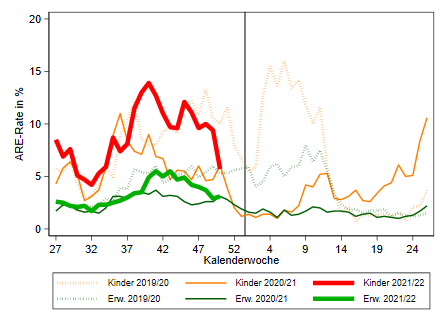 ARE-Rate in %
20
15
10
5
0
27 32 37 42 47 52 4 9 14 19 24
Kalenderwoche
Kinder 2019/20 Kinder 2020/21 Kinder 2021/22
Erw. 2019/20 Erw. 2020/21 Erw. 2021/22